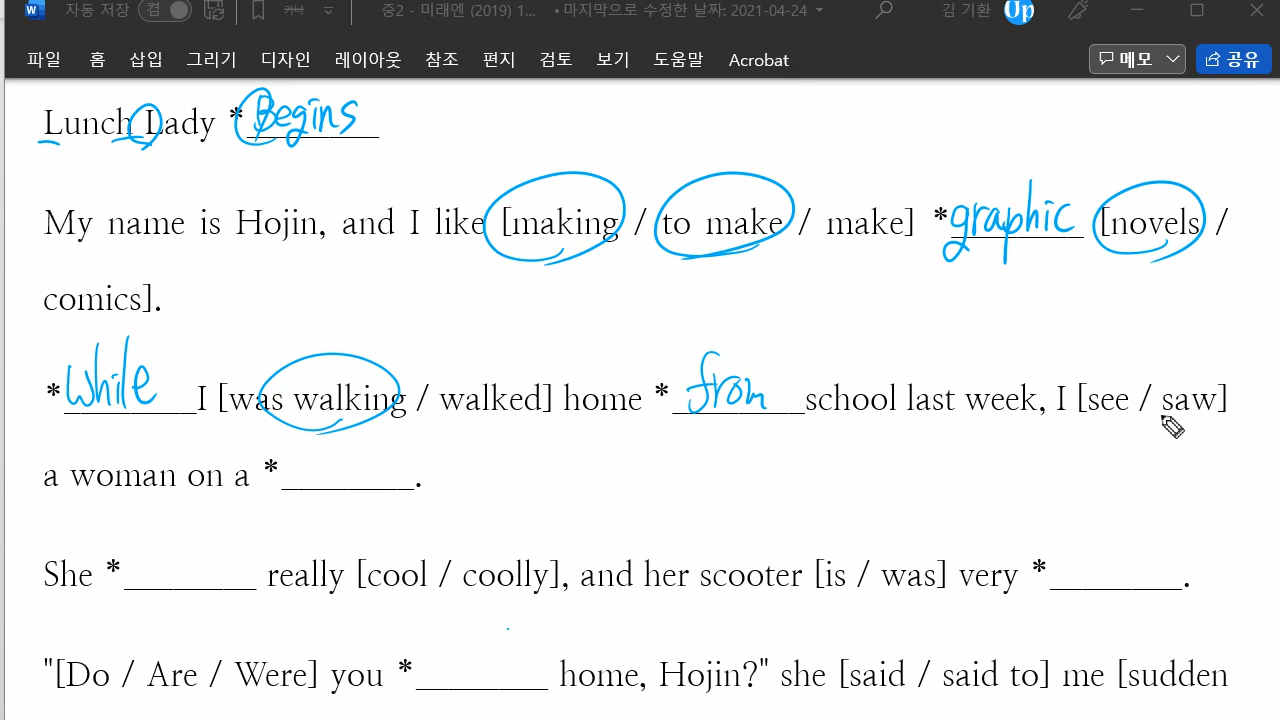 자동 저장 켬 중2 - 미래엔 (2019) 1... • 마지막으로 수정한 날짜: 2021-04-24 김 기환 Up
파일 홈 삽입 그리기 디자인 레이아웃 참조 편지 검토 보기 도움말 Acrobat 메모 공유
Lunch Lady *Begins
My name is Hojin, and I like [making / to make / make] *graphic [novels /
comics].
*while I [was walking / walked] home *from school last week, I [see / saw]
a woman on a *________.
She *________ really [cool / coolly], and her scooter [is / was] very *________.
"[Do / Are / Were] you *________ home, Hojin?" she [said / said to] me [sudden